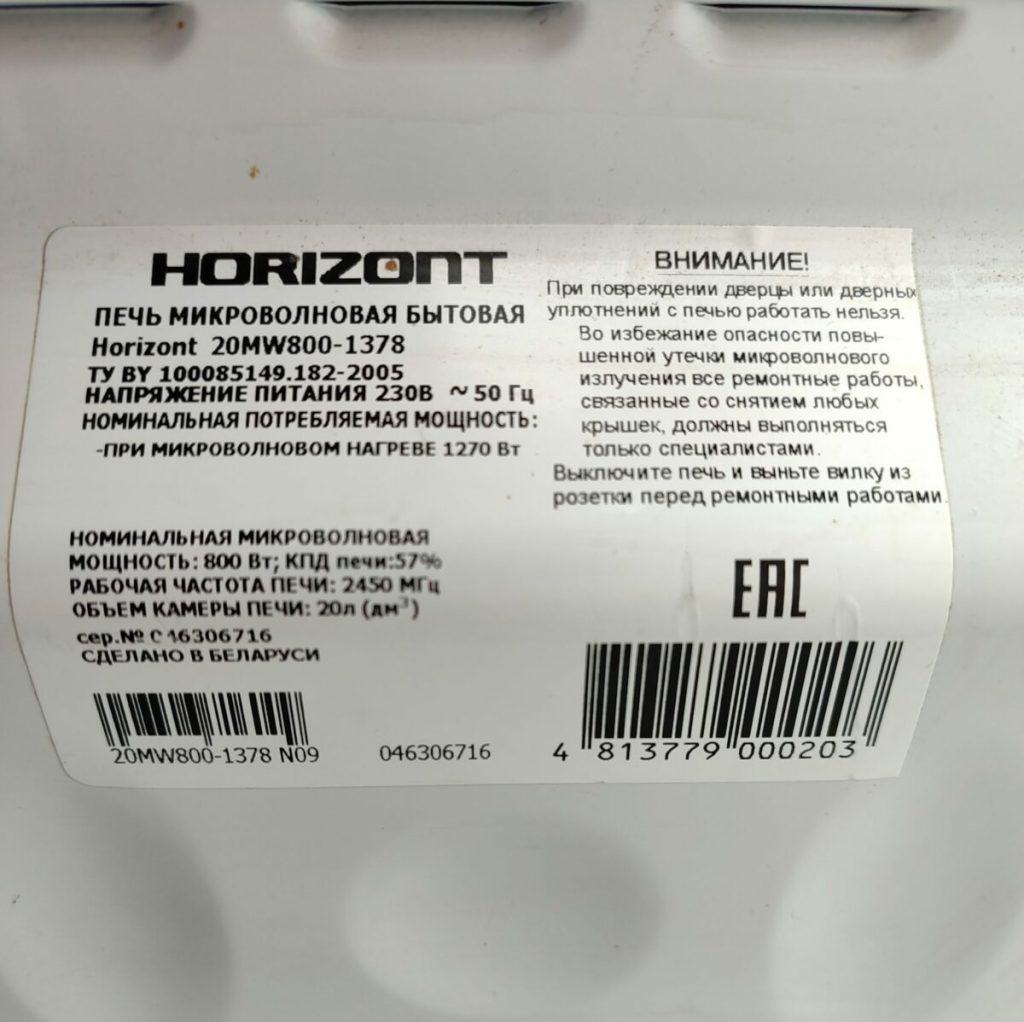 HORIZONT
ПЕЧЬ МИКРОВОЛНОВАЯ БЫТОВАЯ
Horizont 20MW800-1378
ТУ BY 100085149.182-2005
НАПРЯЖЕНИЕ ПИТАНИЯ 230В ~ 50 Гц
НОМИНАЛЬНАЯ ПОТРЕБЛЯЕМАЯ МОЩНОСТЬ:
-ПРИ МИКРОВОЛНОВОМ НАГРЕВЕ 1270 Вт
НОМИНАЛЬНАЯ МИКРОВОЛНОВАЯ
МОЩНОСТЬ: 800 Вт; КПД печи:57%
РАБОЧАЯ ЧАСТОТА ПЕЧИ: 2450 МГц
ОБЪЕМ КАМЕРЫ ПЕЧИ: 20л (дм³)
сер.№ 046306716
СДЕЛАНО В БЕЛАРУСИ
20MW800-1378 N09
046306716
ВНИМАНИЕ!
При повреждении дверцы или дверных
уплотнений с печью работать нельзя.
Во избежание опасности повы-
шенной утечки микроволнового
излучения все ремонтные работы,
связанные со снятием любых
крышек, должны выполняться
только специалистами.
Выключите печь и выньте вилку из
розетки перед ремонтными работами.
EAC
4 813779 000203